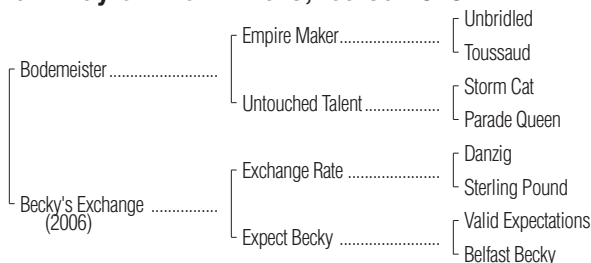 Unbridled
Empire Maker....................
Toussaud
Bodemeister..........................
Storm Cat
Untouched Talent...................
Parade Queen
Danzig
Exchange Rate ......................
Sterling Pound
Becky's Exchange ................
(2006)
Valid Expectations
Expect Becky ........................
Belfast Becky